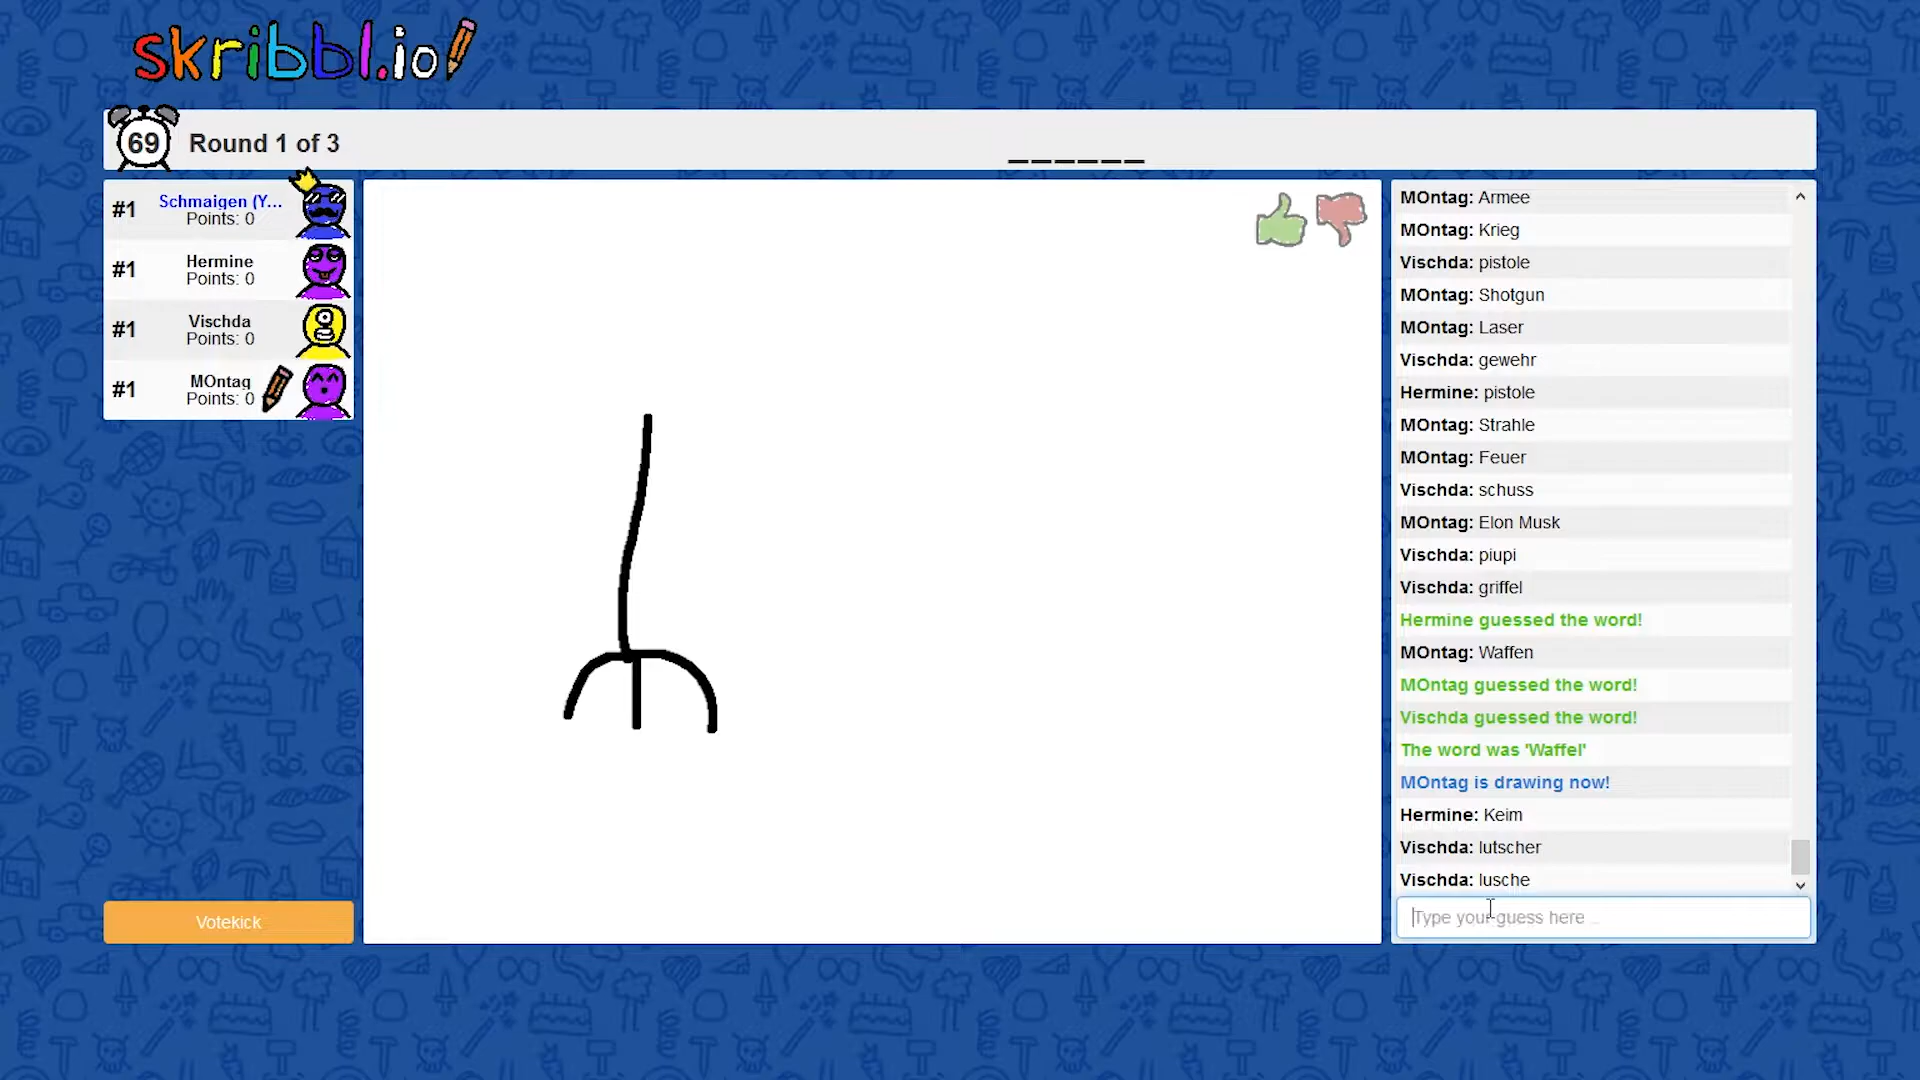 skribbl.io
69
Round 1 of 3
______
#1
Schmaigen (Y...
Points: 0
#1
Hermine
Points: 0
#1
Vischda
Points: 0
#1
MOntag
Points: 0
Votekick
MOntag: Armee
MOntag: Krieg
Vischda: pistole
MOntag: Shotgun
MOntag: Laser
Vischda: gewehr
Hermine: pistole
MOntag: Strahle
MOntag: Feuer
Vischda: schuss
MOntag: Elon Musk
Vischda: piupi
Vischda: griffel
Hermine guessed the word!
MOntag: Waffen
MOntag guessed the word!
Vischda guessed the word!
The word was 'Waffel'
MOntag is drawing now!
Hermine: Keim
Vischda: lutscher
Vischda: lusche
Type your guess here ...